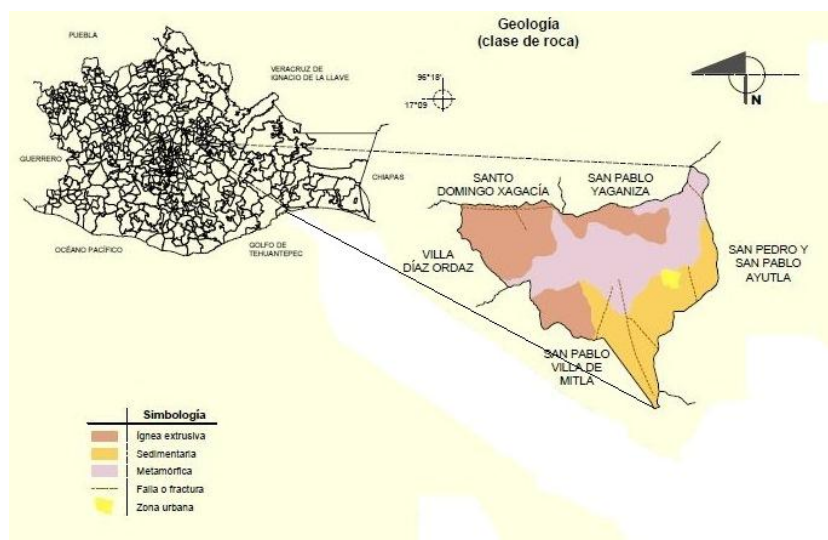 Geología
(clase de roca)
PUEBLA
VERACRUZ DE
IGNACIO DE LA LLAVE
96°18'
17°09
N
GUERRERO
CHIAPAS
OCÉANO PACÍFICO
GOLFO DE
TEHUANTEPEC
SANTO
DOMINGO XAGACÍA
SAN PABLO
YAGANIZA
VILLA
DÍAZ ORDAZ
SAN PEDRO Y
SAN PABLO
AYUTLA
SAN PABLO
VILLA DE
MITLA
Simbología
Ígnea extrusiva
Sedimentaria
Metamórfica
Falla o fractura
Zona urbana